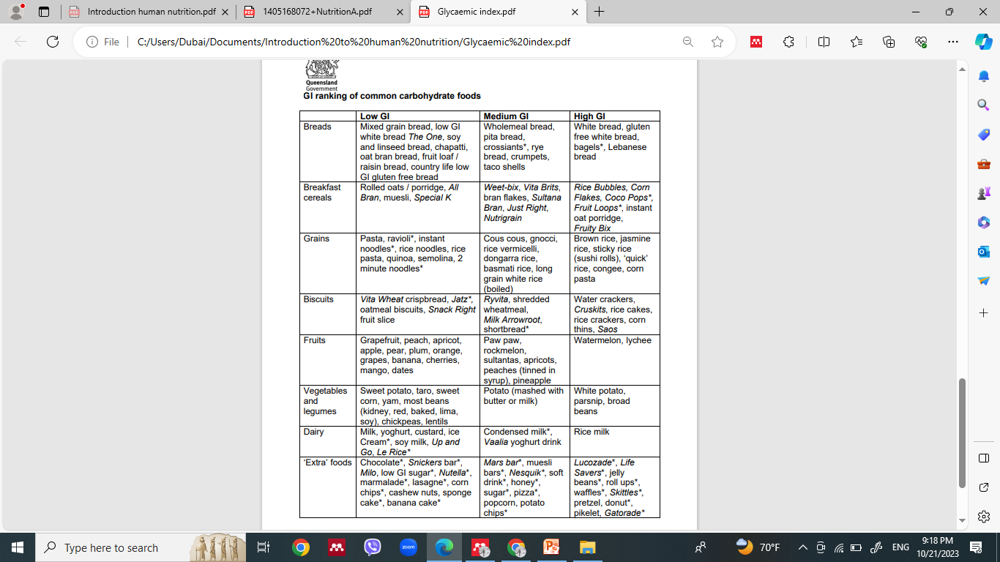 Introduction human nutrition.pdf
1405168072+NutritionA.pdf
Glycaemic index.pdf
File
C:/Users/Dubai/Documents/Introduction%20to%20human%20nutrition/Glycaemic%20index.pdf
Queensland
Government
GI ranking of common carbohydrate foods
Low GI
Medium GI
High GI
Breads
Mixed grain bread, low GI
white bread The One, soy
and linseed bread, chapatti,
oat bran bread, fruit loaf /
raisin bread, country life low
GI gluten free bread
Wholemeal bread,
pita bread,
crossiants*, rye
bread, crumpets,
taco shells
White bread, gluten
free white bread,
bagels*, Lebanese
bread
Breakfast
cereals
Rolled oats / porridge, All
Bran, muesli, Special K
Weet-bix, Vita Brits,
bran flakes, Sultana
Bran, Just Right,
Nutrigrain
Rice Bubbles, Corn
Flakes, Coco Pops*,
Fruit Loops*, instant
oat porridge,
Fruity Bix
Grains
Pasta, ravioli*, instant
noodles*, rice noodles, rice
pasta, quinoa, semolina, 2
minute noodles*
Cous cous, gnocci,
rice vermicelli,
dongarra rice,
basmati rice, long
grain white rice
(boiled)
Brown rice, jasmine
rice, sticky rice
(sushi rolls), ‘quick’
rice, congee, corn
pasta
Biscuits
Vita Wheat crispbread, Jatz*,
oatmeal biscuits, Snack Right
fruit slice
Ryvita, shredded
wheatmeal,
Milk Arrowroot,
shortbread*
Water crackers,
Cruskits, rice cakes,
rice crackers, corn
thins, Saos
Fruits
Grapefruit, peach, apricot,
apple, pear, plum, orange,
grapes, banana, cherries,
mango, dates
Paw paw,
rockmelon,
sultantas, apricots,
peaches (tinned in
syrup), pineapple
Watermelon, lychee
Vegetables
and
legumes
Sweet potato, taro, sweet
corn, yam, most beans
(kidney, red, baked, lima,
soy), chickpeas, lentils
Potato (mashed with
butter or milk)
White potato,
parsnip, broad
beans
Dairy
Milk, yoghurt, custard, ice
Cream*, soy milk, Up and
Go, Le Rice*
Condensed milk*,
Vaalia yoghurt drink
Rice milk
‘Extra’ foods
Chocolate*, Snickers bar*,
Milo, low GI sugar*, Nutella*,
marmalade*, lasagne*, corn
chips*, cashew nuts, sponge
cake*, banana cake*
Mars bar*, muesli
bars*, Nesquik*, soft
drink*, honey*,
sugar*, pizza*,
popcorn, potato
chips*
Lucozade*, Life
Savers*, jelly
beans*, roll ups*,
waffles*, Skittles*,
pretzel, donut*,
pikelet, Gatorade*
Type here to search
zoom
70°F
ENG
9:18 PM
10/21/2023